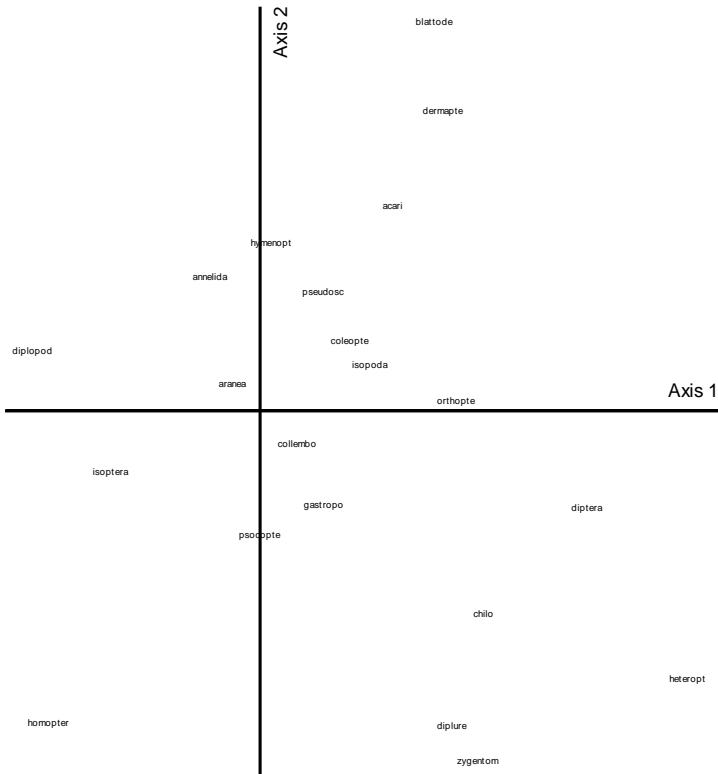 blattode
Axis 2
dermapte
acari
hymenopt
annelida
pseudosc
coleopte
diplopod
isopoda
aranea
Axis 1
orthopte
collembo
isoptera
gastropo
diptera
psocopte
chilo
heteropt
homopter
diplure
zygentom